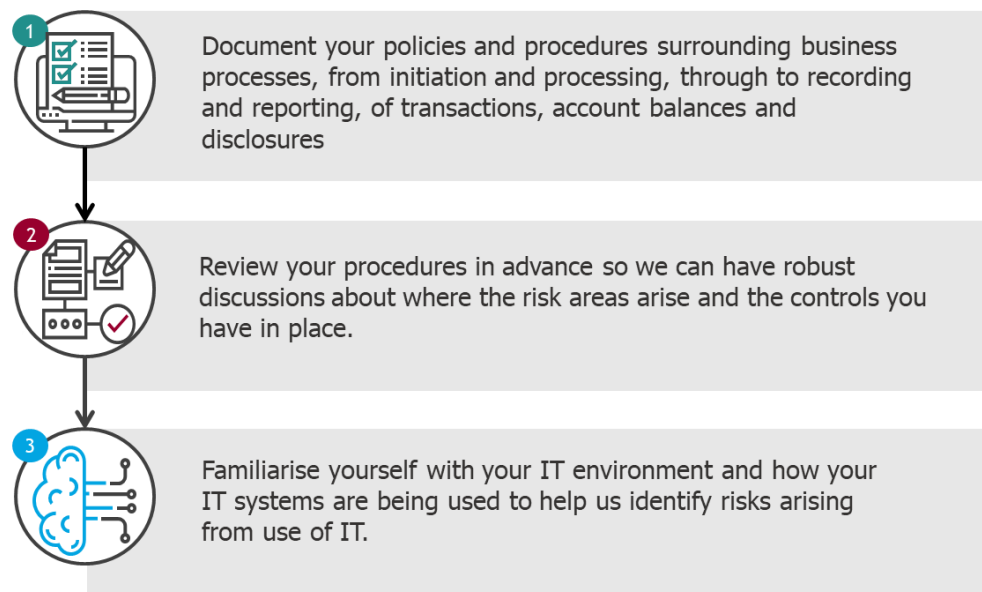 1
Document your policies and procedures surrounding business
processes, from initiation and processing, through to recording
and reporting, of transactions, account balances and
disclosures
2
Review your procedures in advance so we can have robust
discussions about where the risk areas arise and the controls you
have in place.
3
Familiarise yourself with your IT environment and how your
IT systems are being used to help us identify risks arising
from use of IT.